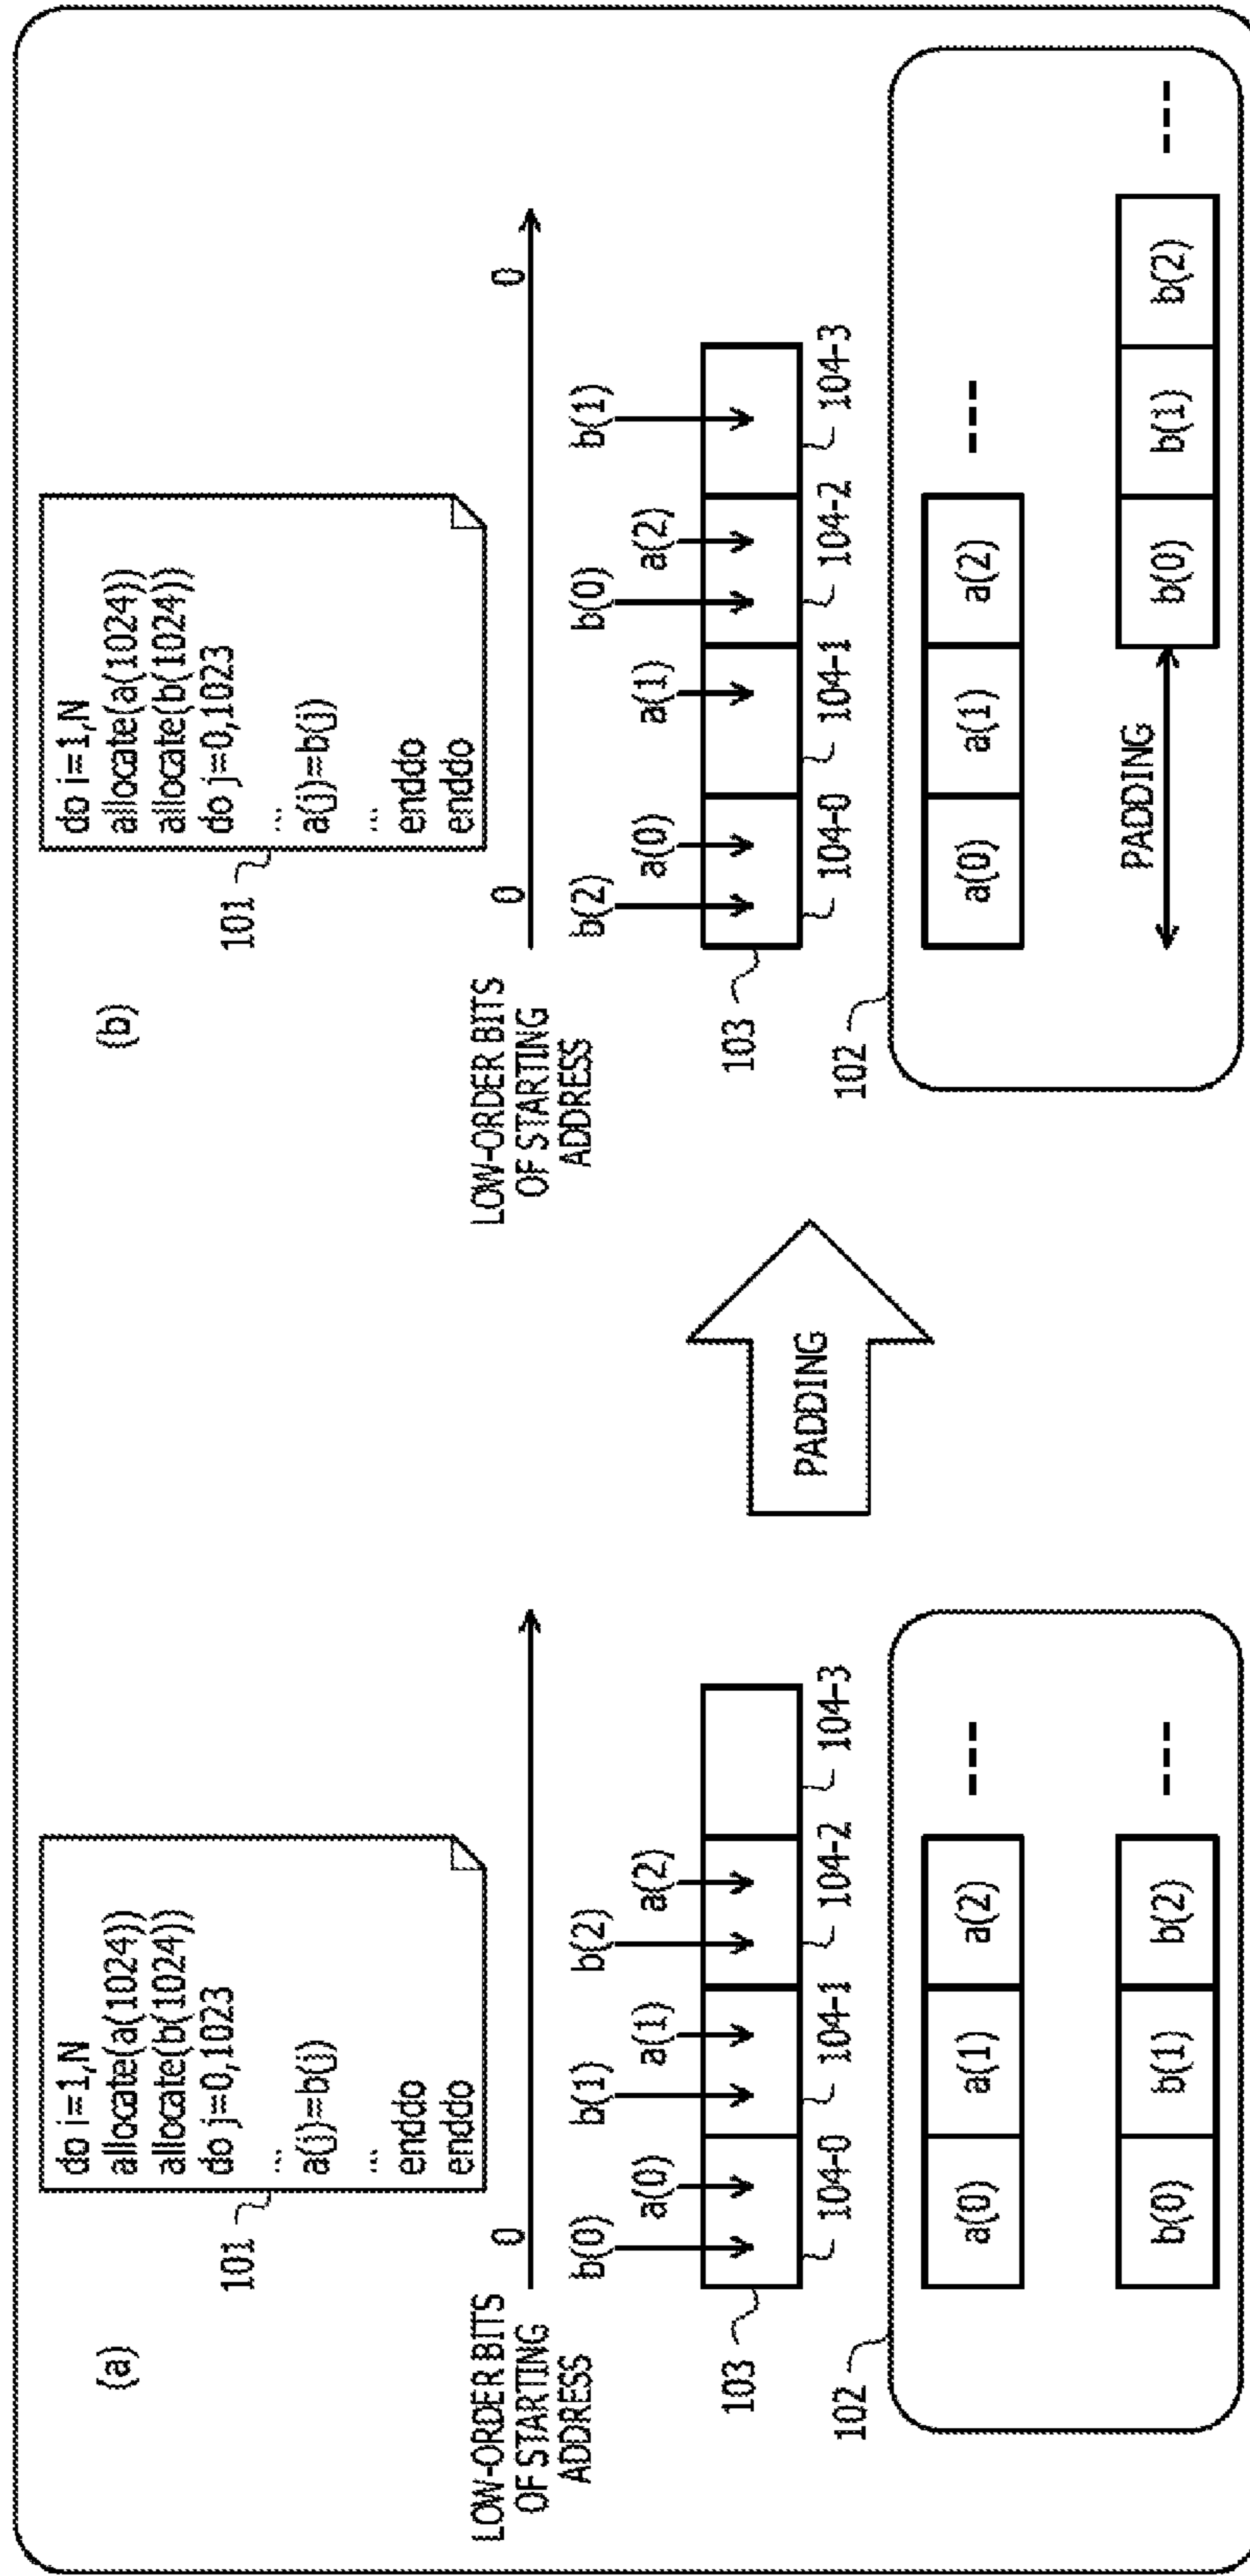 (a)
101
do i=1,N
allocate(a(1024))
allocate(b(1024))
do j=0,1023
...
a(j)=b(j)
...
enddo
enddo
LOW-ORDER BITS
OF STARTING
ADDRESS
0
b(0) b(1) b(2)
a(0) a(1) a(2)
103
104-0 104-1 104-2 104-3
102
a(0) a(1) a(2)
b(0) b(1) b(2)
PADDING
(b)
101
do i=1,N
allocate(a(1024))
allocate(b(1024))
do j=0,1023
...
a(j)=b(j)
...
enddo
enddo
LOW-ORDER BITS
OF STARTING
ADDRESS
0 0
b(2) b(0) b(1)
a(0) a(1) a(2)
103
104-0 104-1 104-2 104-3
102
a(0) a(1) a(2)
PADDING
b(0) b(1) b(2)